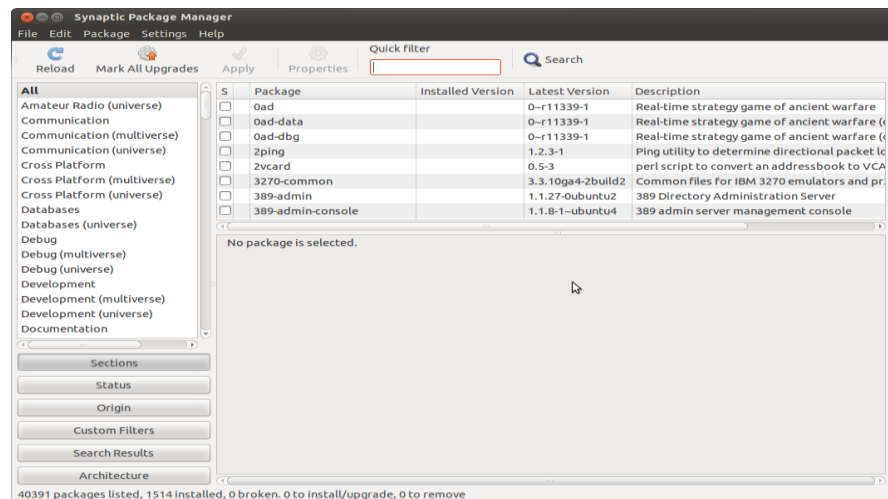 Synaptic Package Manager
File Edit Package Settings Help
Reload Mark All Upgrades Apply Properties Quick filter Search
All
Amateur Radio (universe)
Communication
Communication (multiverse)
Communication (universe)
Cross Platform
Cross Platform (multiverse)
Cross Platform (universe)
Databases
Databases (universe)
Debug
Debug (multiverse)
Debug (universe)
Development
Development (multiverse)
Development (universe)
Documentation
Sections
Status
Origin
Custom Filters
Search Results
Architecture
S Package Installed Version Latest Version Description
0ad 0~r11339-1 Real-time strategy game of ancient warfare
0ad-data 0~r11339-1 Real-time strategy game of ancient warfare (
0ad-dbg 0~r11339-1 Real-time strategy game of ancient warfare (
2ping 1.2.3-1 Ping utility to determine directional packet
2vcard 0.5-3 perl script to convert an addressbook to VCA
3270-common 3.3.10ga4-2build2 Common files for IBM 3270 emulators and
389-admin 1.1.27-0ubuntu2 389 Directory Administration Server
389-admin-console 1.1.8-1~ubuntu4 389 admin server management console
No package is selected.
40391 packages listed, 1514 installed, 0 broken. 0 to install/upgrade, 0 to remove